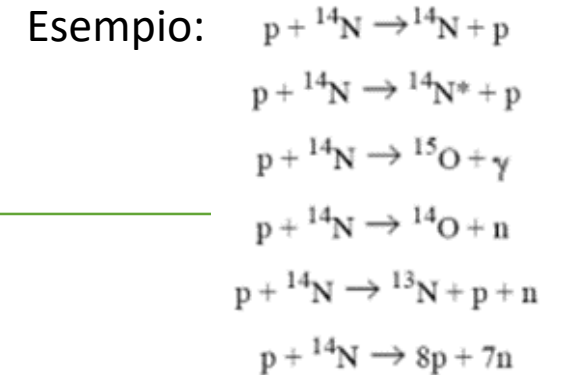 Esempio: p + ¹⁴N → ¹⁴N + p
p + ¹⁴N → ¹⁴N* + p
p + ¹⁴N → ¹⁵O + γ
p + ¹⁴N → ¹⁴O + n
p + ¹⁴N → ¹³N + p + n
p + ¹⁴N → 8p + 7n